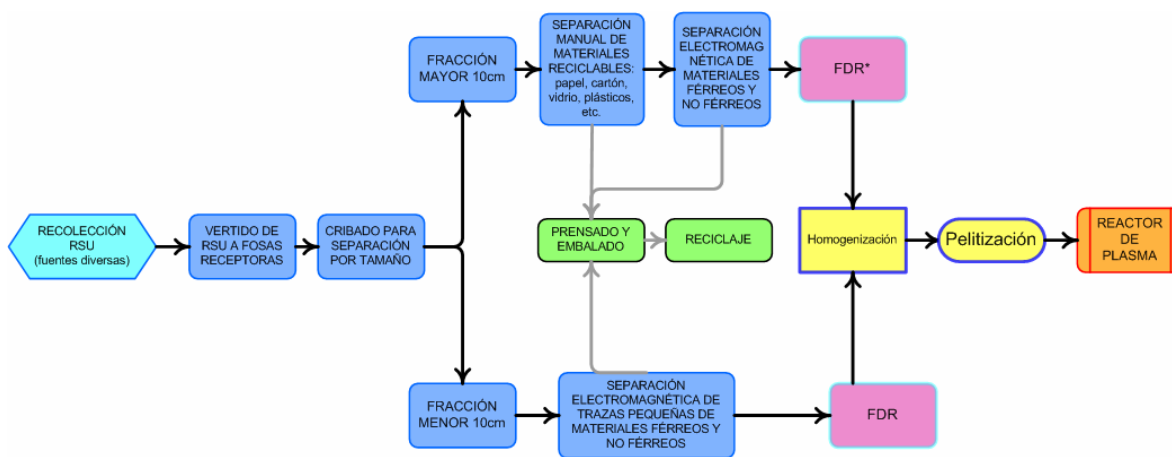 FRACCIÓN
MAYOR 10cm
SEPARACIÓN
MANUAL DE
MATERIALES
RECICLABLES:
papel, cartón,
vidrio, plásticos,
etc.
SEPARACIÓN
ELECTROMAG
NÉTICA DE
MATERIALES
FÉRREOS Y
NO FÉRREOS
FDR*
RECOLECCIÓN
RSU
(fuentes diversas)
VERTIDO DE
RSU A FOSAS
RECEPTORAS
CRIBADO PARA
SEPARACIÓN
POR TAMAÑO
PRENSADO Y
EMBALADO
RECICLAJE
Homogenización
Pelitización
REACTOR
DE
PLASMA
FRACCIÓN
MENOR 10cm
SEPARACIÓN
ELECTROMAGNÉTICA DE
TRAZAS PEQUEÑAS DE
MATERIALES FÉRREOS Y
NO FÉRREOS
FDR